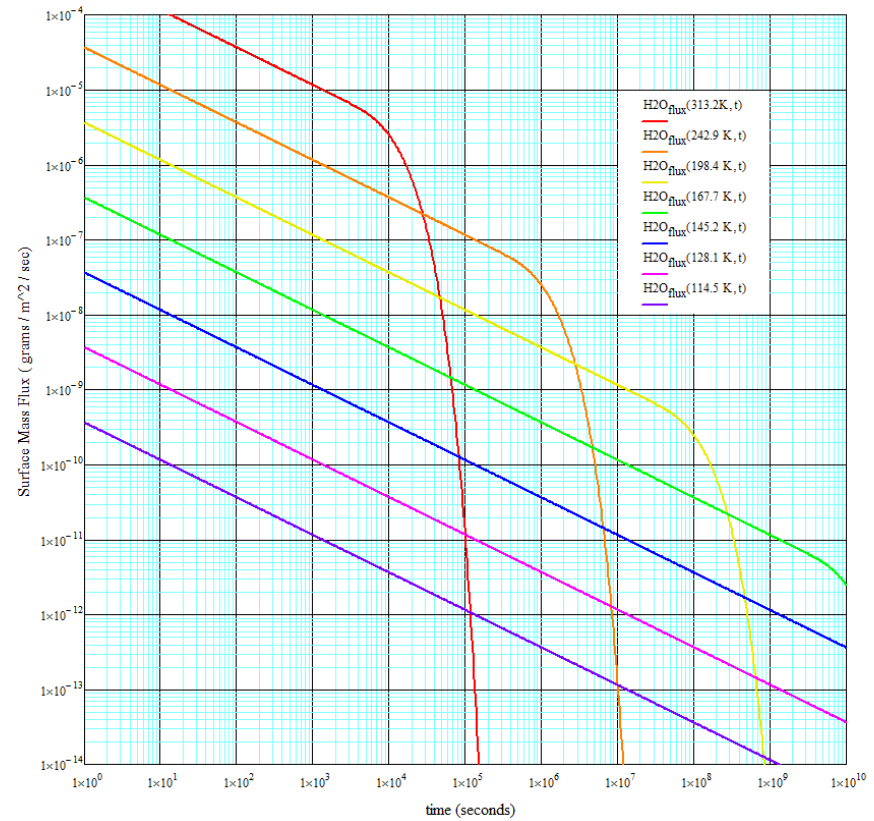 1×10⁻⁴
1×10⁻⁵
1×10⁻⁶
1×10⁻⁷
1×10⁻⁸
1×10⁻⁹
1×10⁻¹⁰
1×10⁻¹¹
1×10⁻¹²
1×10⁻¹³
1×10⁻¹⁴
Surface Mass Flux ( grams / m^2 / sec)
H2Oflux(313.2K, t)
H2Oflux(242.9 K, t)
H2Oflux(198.4 K, t)
H2Oflux(167.7 K, t)
H2Oflux(145.2 K, t)
H2Oflux(128.1 K, t)
H2Oflux(114.5 K, t)
1×10⁰ 1×10¹ 1×10² 1×10³ 1×10⁴ 1×10⁵ 1×10⁶ 1×10⁷ 1×10⁸ 1×10⁹ 1×10¹⁰
time (seconds)